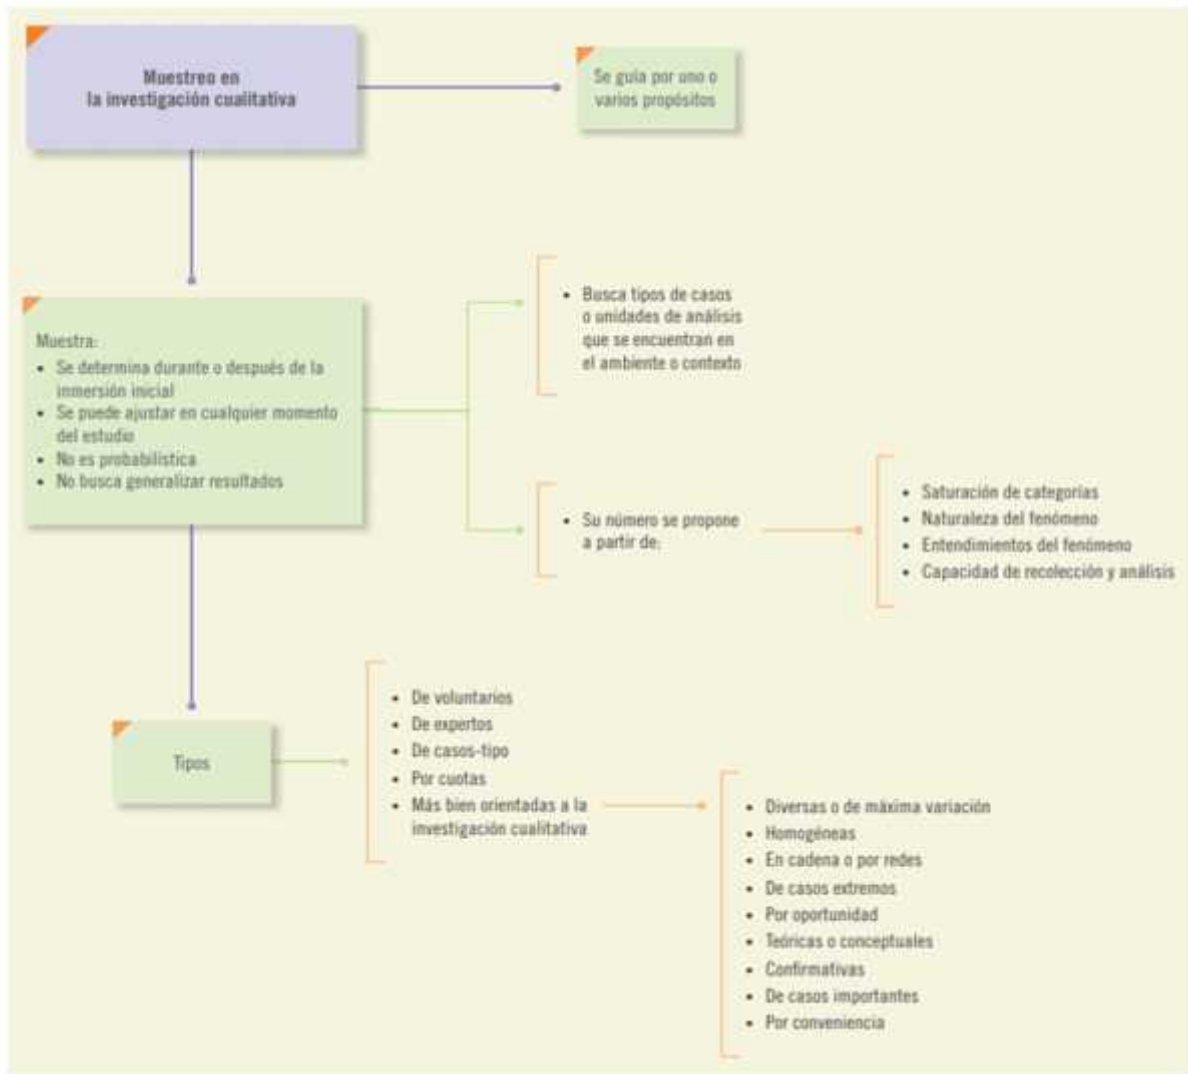 Muestreo en
la investigación cualitativa
Se guía por uno o
varios propósitos
Muestra:
• Se determina durante o después de la
inmersión inicial
• Se puede ajustar en cualquier momento
del estudio
• No es probabilística
• No busca generalizar resultados
• Busca tipos de casos
o unidades de análisis
que se encuentran en
el ambiente o contexto
• Su número se propone
a partir de:
• Saturación de categorías
• Naturaleza del fenómeno
• Entendimientos del fenómeno
• Capacidad de recolección y análisis
Tipos
• De voluntarios
• De expertos
• De casos-tipo
• Por cuotas
• Más bien orientadas a la
investigación cualitativa
• Diversas o de máxima variación
• Homogéneas
• En cadena o por redes
• De casos extremos
• Por oportunidad
• Teóricas o conceptuales
• Confirmativas
• De casos importantes
• Por conveniencia